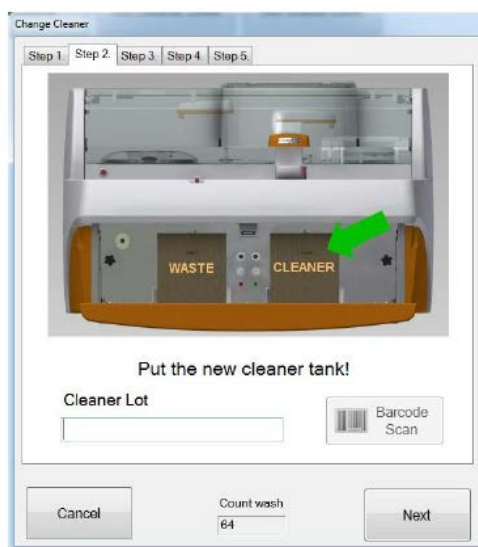 Change Cleaner
Step 1. Step 2. Step 3. Step 4. Step 5.
WASTE CLEANER
Put the new cleaner tank!
Cleaner Lot
Barcode Scan
Cancel
Count wash
64
Next